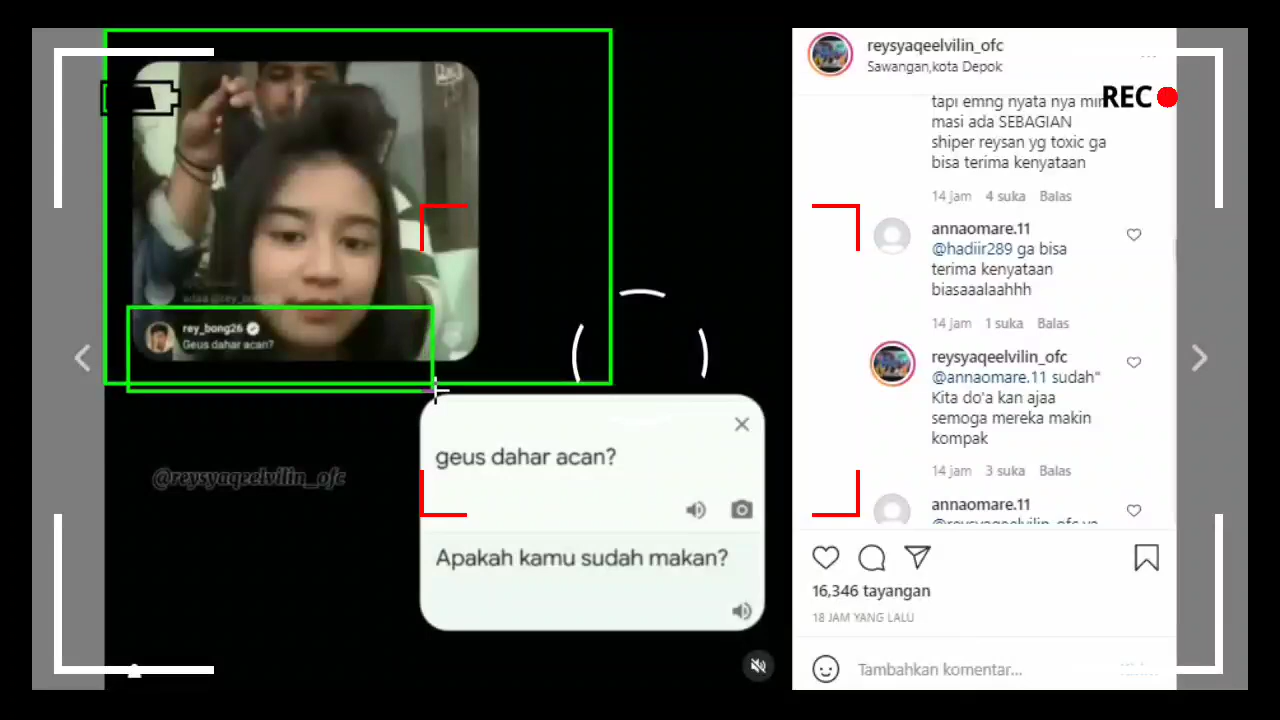 rey_bong26
Geus dahar acan?
@reysyaqeelvilin_ofc
geus dahar acan?
Apakah kamu sudah makan?
reysyaqeelvilin_ofc
Sawangan,kota Depok
REC
tapi emng nyata nya min
masi ada SEBAGIAN
shiper reysan yg toxic ga
bisa terima kenyataan
14 jam 4 suka Balas
annaomare.11
@hadiir289 ga bisa
terima kenyataan
biasaaalaahhh
14 jam 1 suka Balas
reysyaqeelvilin_ofc
@annaomare.11 sudah"
Kita do'a kan ajaa
semoga mereka makin
kompak
14 jam 3 suka Balas
annaomare.11
16,346 tayangan
18 JAM YANG LALU
Tambahkan komentar...